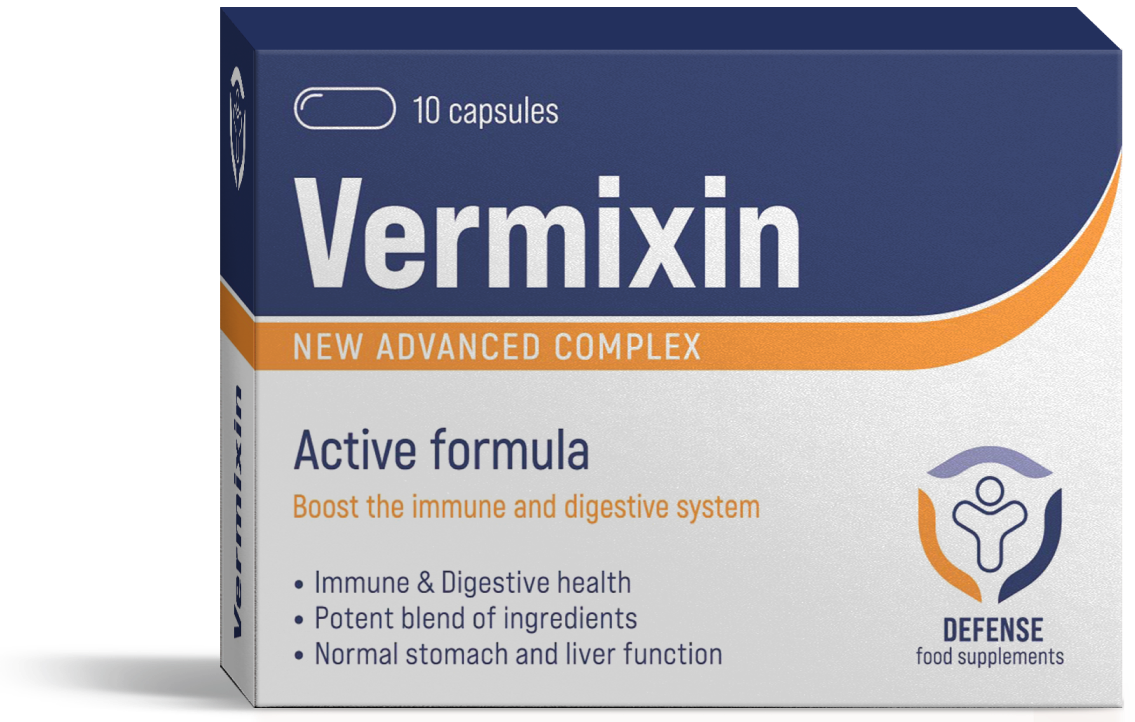 10 capsules
Vermixin
NEW ADVANCED COMPLEX
Active formula
Boost the immune and digestive system
• Immune & Digestive health
• Potent blend of ingredients
• Normal stomach and liver function
DEFENSE
food supplements
Vermixin